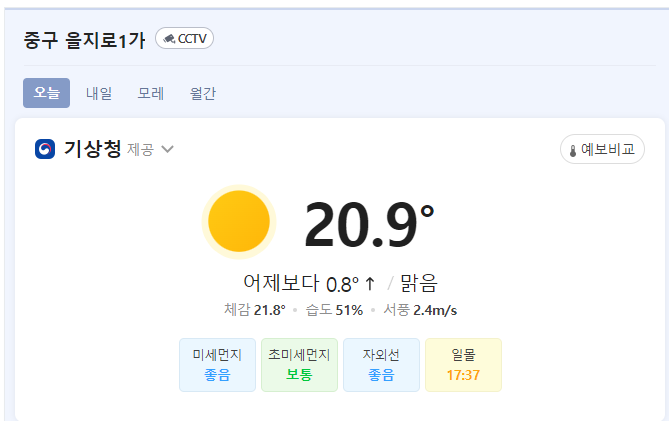 중구 을지로1가 CCTV
오늘 내일 모레 월간
기상청 제공 예보비교
20.9°
어제보다 0.8° ↑ / 맑음
체감 21.8° • 습도 51% • 서풍 2.4m/s
미세먼지 초미세먼지 자외선 일몰
좋음 보통 좋음 17:37